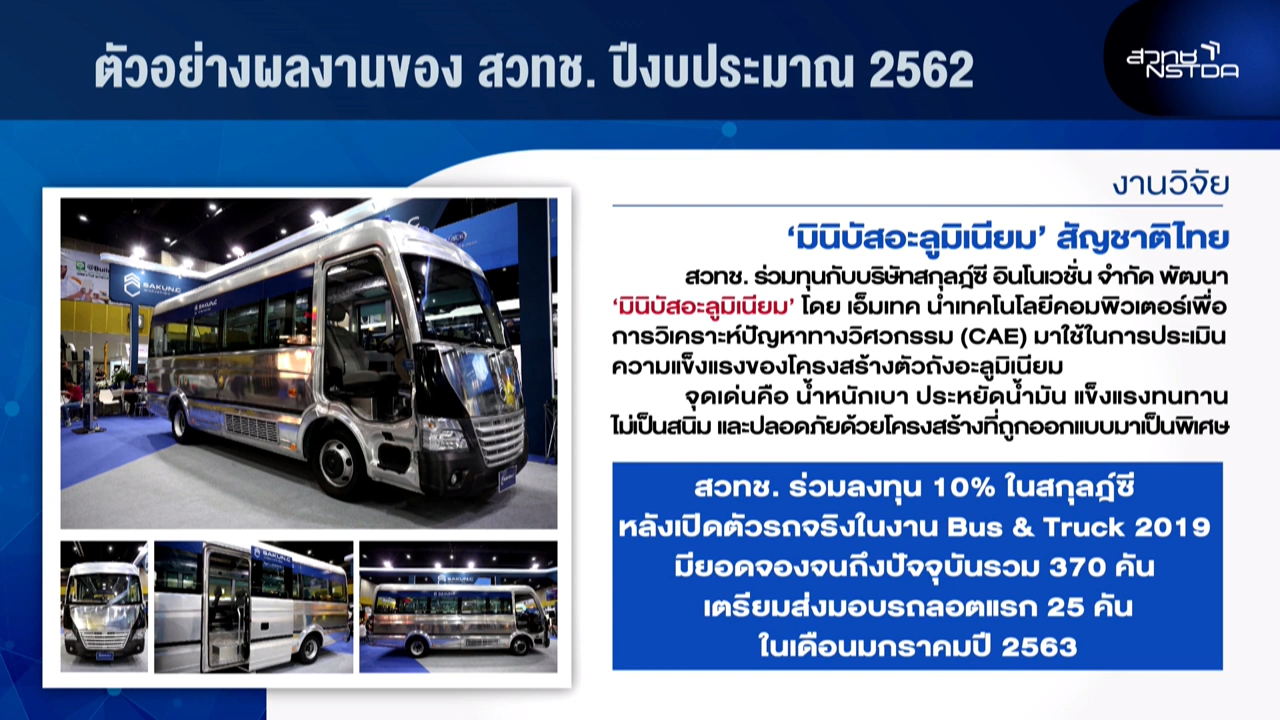 ตัวอย่างผลงานของ สวทช. ปีงบประมาณ 2562
สวทช
NSTDA
งานวิจัย
‘มินิบัสอะลูมิเนียม’ สัญชาติไทย
สวทช. ร่วมทุนกับบริษัทสกุลฎ์ซี อินโนเวชั่น จำกัด พัฒนา
‘มินิบัสอะลูมิเนียม’ โดย เอ็มเทค นำเทคโนโลยีคอมพิวเตอร์เพื่อ
การวิเคราะห์ปัญหาทางวิศวกรรม (CAE) มาใช้ในการประเมิน
ความแข็งแรงของโครงสร้างตัวถังอะลูมิเนียม
จุดเด่นคือ น้ำหนักเบา ประหยัดน้ำมัน แข็งแรงทนทาน
ไม่เป็นสนิม และปลอดภัยด้วยโครงสร้างที่ถูกออกแบบมาเป็นพิเศษ
สวทช. ร่วมลงทุน 10% ในสกุลฎ์ซี
หลังเปิดตัวรถจริงในงาน Bus & Truck 2019
มียอดจองจนถึงปัจจุบันรวม 370 คัน
เตรียมส่งมอบรถลอตแรก 25 คัน
ในเดือนมกราคมปี 2563
SAKUN.C
SAKUN.C
SAKUN.C
SAKUN.C